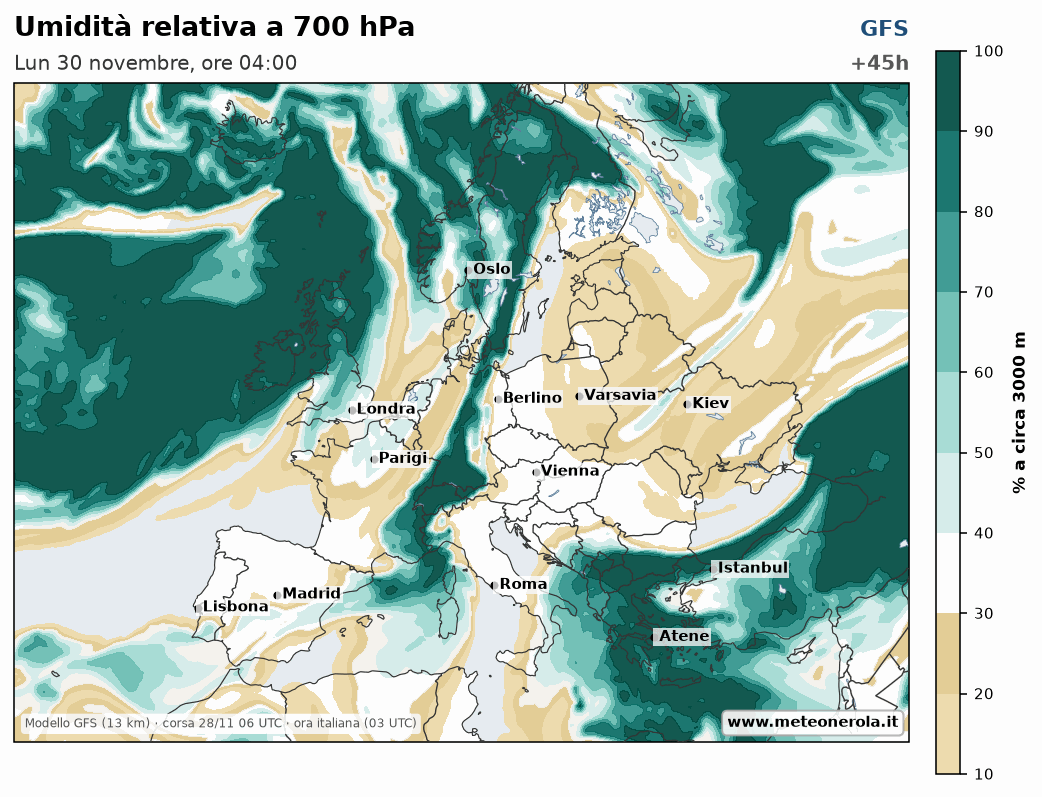 Umidità relativa a 700 hPa
GFS
Lun 30 novembre, ore 04:00
+45h
100
90
80
70
60
50
40
30
20
10
% a circa 3000 m
Oslo
Berlino
Varsavia
Kiev
Londra
Parigi
Vienna
Istanbul
Roma
Madrid
Lisbona
Atene
Modello GFS (13 km) · corsa 28/11 06 UTC · ora italiana (03 UTC)
www.meteonerola.it